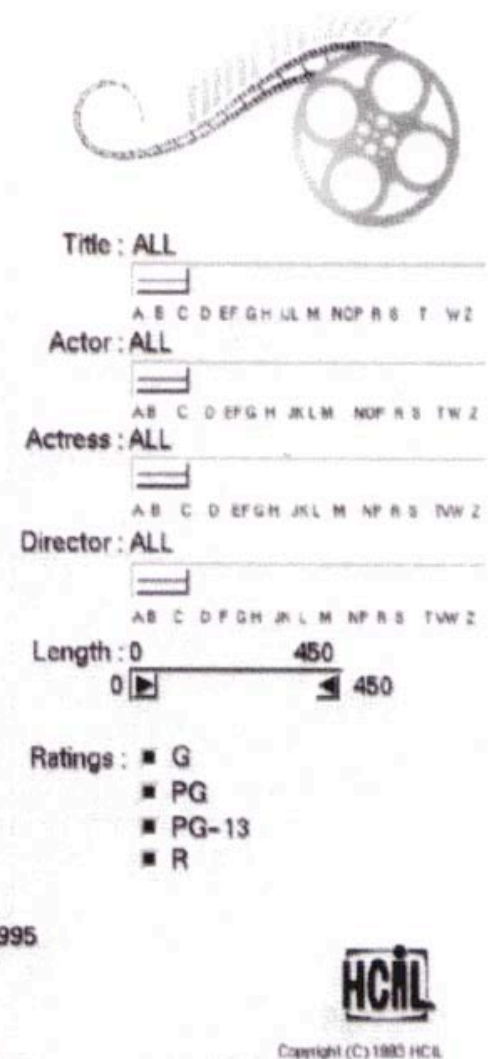 Title : ALL
A B C D EF G H IJL M NOP R S T W Z
Actor : ALL
AB C D EFG H JKLM NOP R S TW Z
Actress : ALL
A B C D EFGH JKL M NP R S TVW Z
Director : ALL
AB C D F GH JK L M NP R S TVW Z
Length : 0 450
0 450
Ratings : G
PG
PG-13
R
995
HCIL
Copyright (C) 1993 HCIL